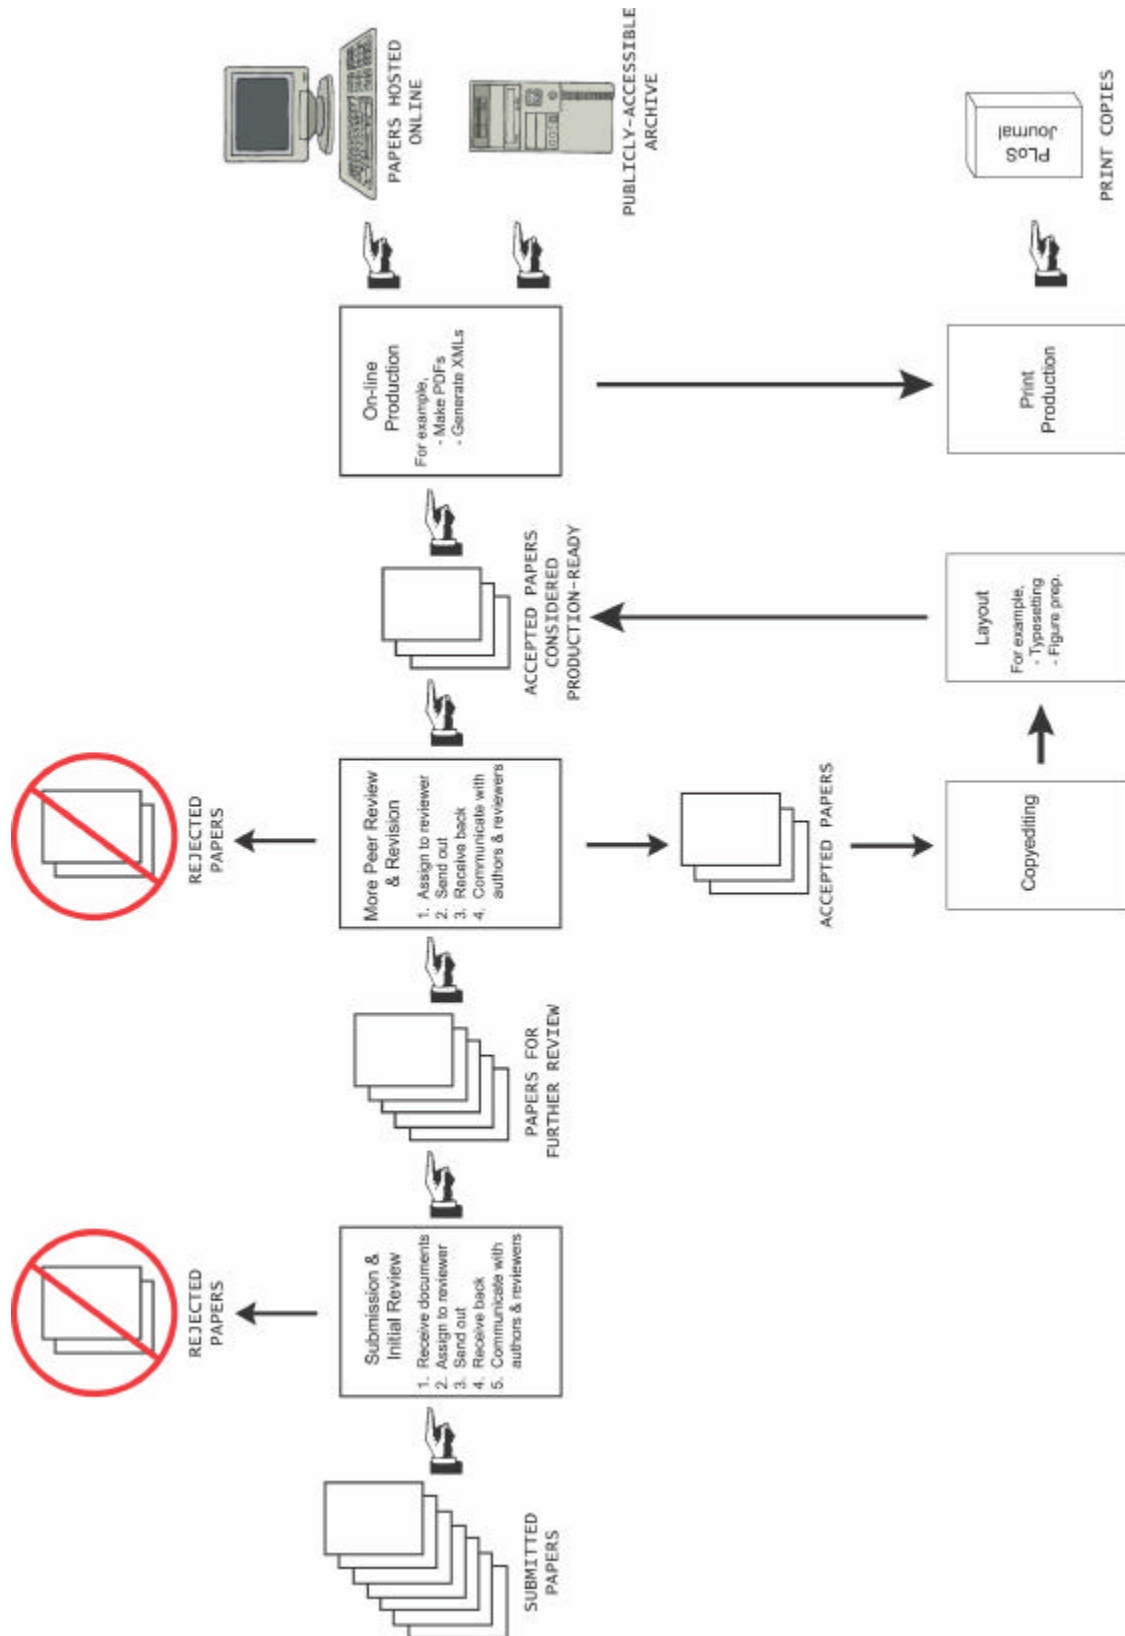 SUBMITTED
PAPERS
Submission &
Initial Review
1. Receive documents
2. Assign to reviewer
3. Send out
4. Receive back
5. Communicate with
authors & reviewers
REJECTED
PAPERS
PAPERS FOR
FURTHER REVIEW
More Peer Review
& Revision
1. Assign to reviewer
2. Send out
3. Receive back
4. Communicate with
authors & reviewers
REJECTED
PAPERS
ACCEPTED PAPERS
Copyediting
Layout
For example,
- Typesetting
- Figure prep.
ACCEPTED PAPERS
CONSIDERED
PRODUCTION-READY
On-line
Production
For example,
- Make PDFs
- Generate XMLs
PAPERS HOSTED
ONLINE
PUBLICLY-ACCESSIBLE
ARCHIVE
Print
Production
PLoS
Journal
PRINT COPIES